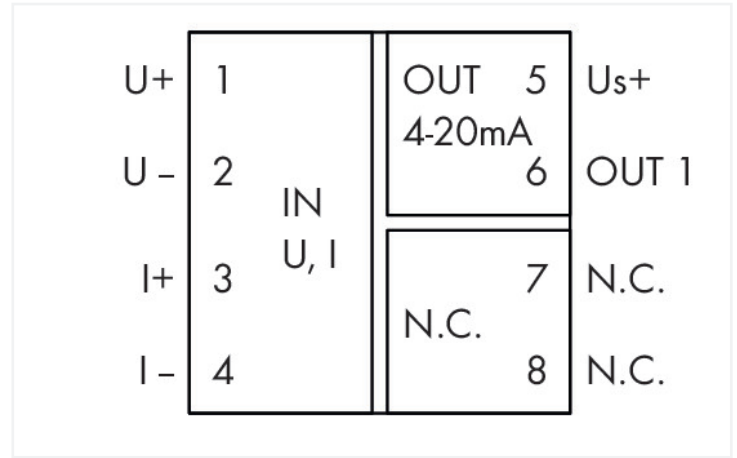 U+ 1 OUT 5 Us+
4-20mA
U – 2 6 OUT 1
IN
U, I
I+ 3 7 N.C.
N.C.
I – 4 8 N.C.